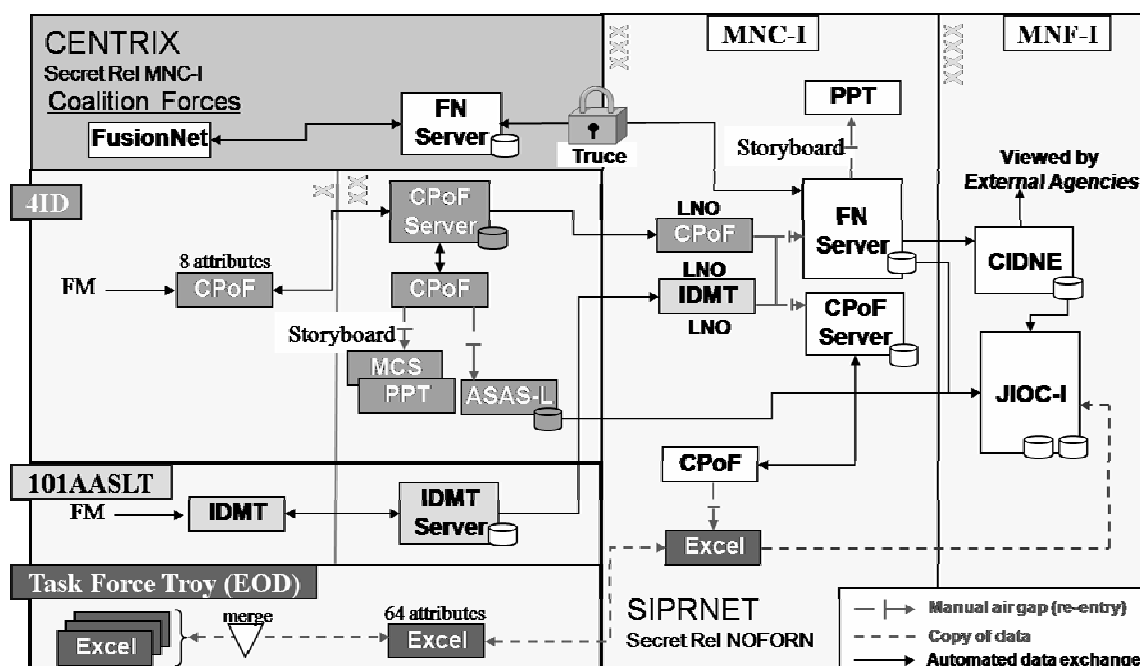 CENTRIX
Secret Rel MNC-I
Coalition Forces
FusionNet
FN
Server
Truce
XXX
MNC-I
XXXX
MNF-I
PPT
Storyboard
Viewed by
External Agencies
4ID
X
XX
CPoF
Server
8 attributes
FM
CPoF
CPoF
Storyboard
MCS
PPT
ASAS-L
LNO
CPoF
LNO
IDMT
LNO
FN
Server
CPoF
Server
CIDNE
JIOC-I
CPoF
Excel
101AASLT
FM
IDMT
IDMT
Server
Task Force Troy (EOD)
Excel
merge
64 attributes
Excel
SIPRNET
Secret Rel NOFORN
Manual air gap (re-entry)
Copy of data
Automated data exchange